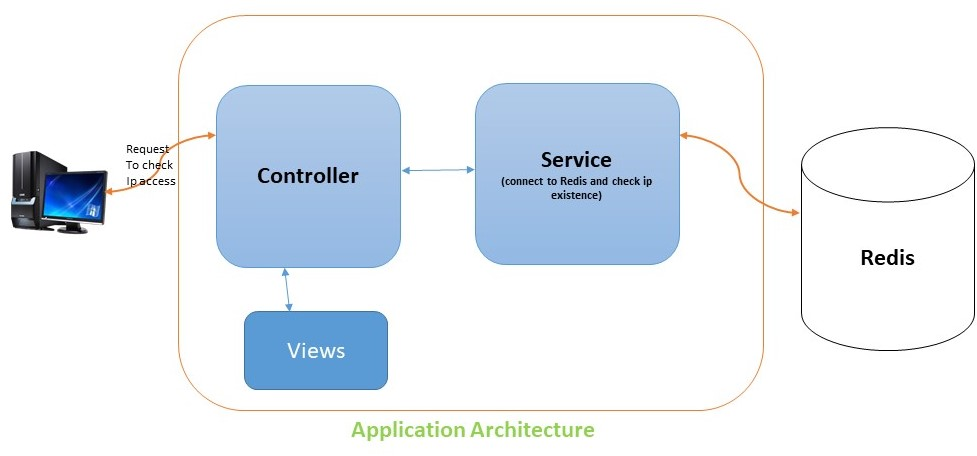 Request
To check
Ip access
Controller
Service
(connect to Redis and check ip
existence)
Redis
Views
Application Architecture